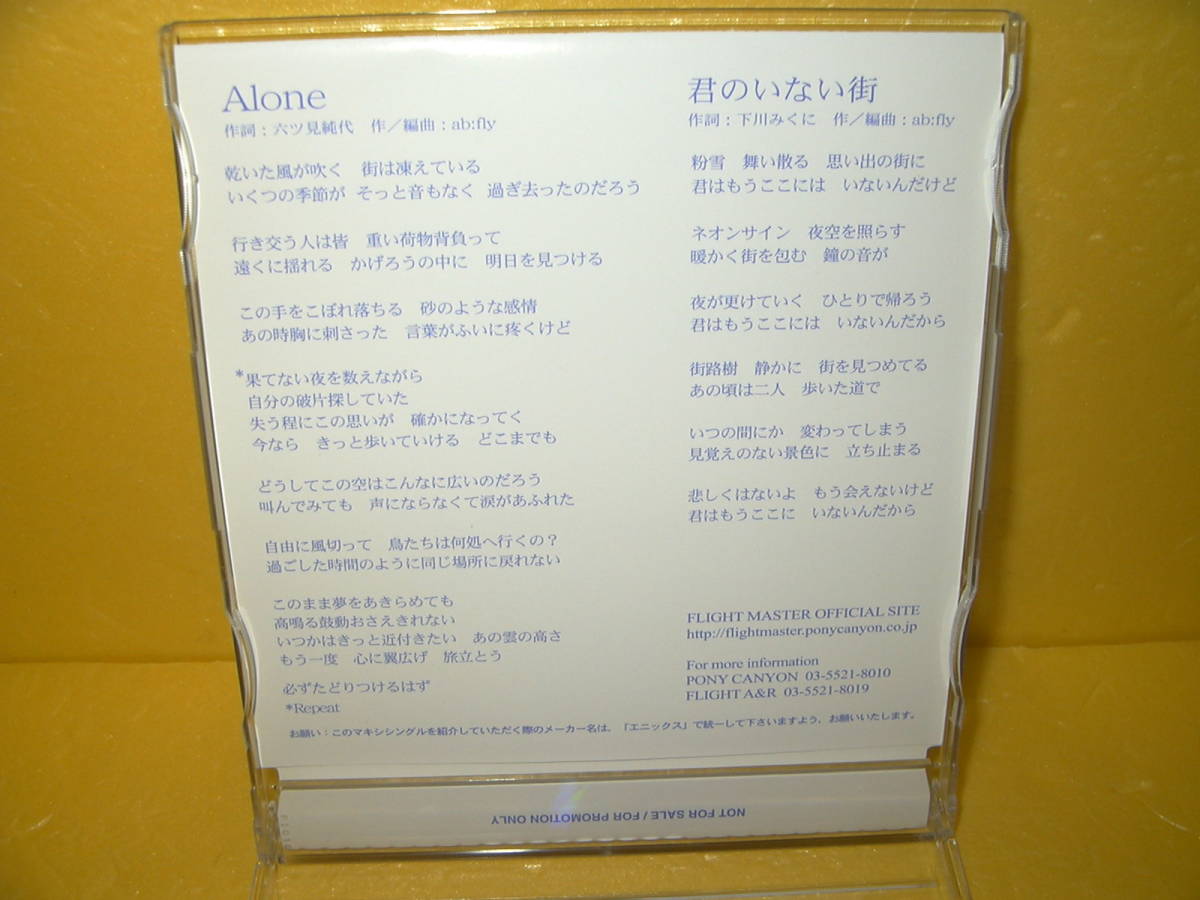 Alone
作詞：六ツ見純代　作／編曲：ab:fly
乾いた風が吹く　街は凍えている
いくつの季節が　そっと音もなく　過ぎ去ったのだろう
行き交う人は皆　重い荷物背負って
遠くに揺れる　かげろうの中に　明日を見つける
この手をこぼれ落ちる　砂のような感情
あの時胸に刺さった　言葉がふいに疼くけど
*果てない夜を数えながら
自分の破片探していた
失う程にこの思いが　確かになってく
今なら　きっと歩いていける　どこまでも
どうしてこの空はこんなに広いのだろう
叫んでみても　声にならなくて涙があふれた
自由に風切って　鳥たちは何処へ行くの？
過ごした時間のように同じ場所に戻れない
このまま夢をあきらめても
高鳴る鼓動おさえきれない
いつかはきっと近付きたい　あの雲の高さ
もう一度　心に翼広げ　旅立とう
必ずたどりつけるはず
*Repeat
君のいない街
作詞：下川みくに　作／編曲：ab:fly
粉雪　舞い散る　思い出の街に
君はもうここには　いないんだけど
ネオンサイン　夜空を照らす
暖かく街を包む　鐘の音が
夜が更けていく　ひとりで帰ろう
君はもうここには　いないんだから
街路樹　静かに　街を見つめてる
あの頃は二人　歩いた道で
いつの間にか　変わってしまう
見覚えのない景色に　立ち止まる
悲しくはないよ　もう会えないけど
君はもうここに　いないんだから
FLIGHT MASTER OFFICIAL SITE
http://flightmaster.ponycanyon.co.jp
For more information
PONY CANYON 03-5521-8010
FLIGHT A&R 03-5521-8019
お願い：このマキシシングルを紹介していただく際のメーカー名は、「エニックス」で統一して下さいますよう、お願いいたします。
NOT FOR SALE / FOR PROMOTION ONLY